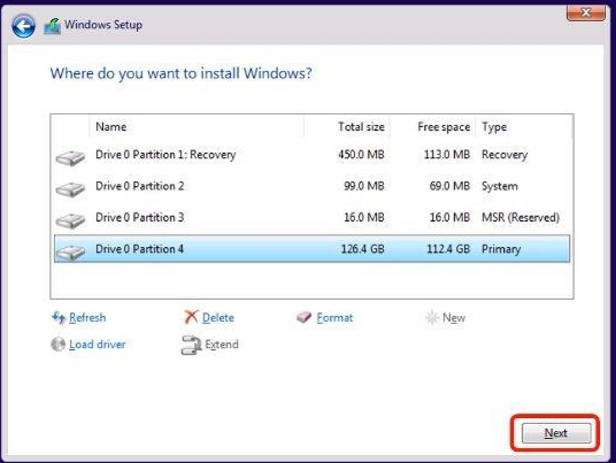 Windows Setup
Where do you want to install Windows?
Name Total size Free space Type
Drive 0 Partition 1: Recovery 450.0 MB 113.0 MB Recovery
Drive 0 Partition 2 99.0 MB 69.0 MB System
Drive 0 Partition 3 16.0 MB 16.0 MB MSR (Reserved)
Drive 0 Partition 4 126.4 GB 112.4 GB Primary
Refresh Delete Format New
Load driver Extend
Next